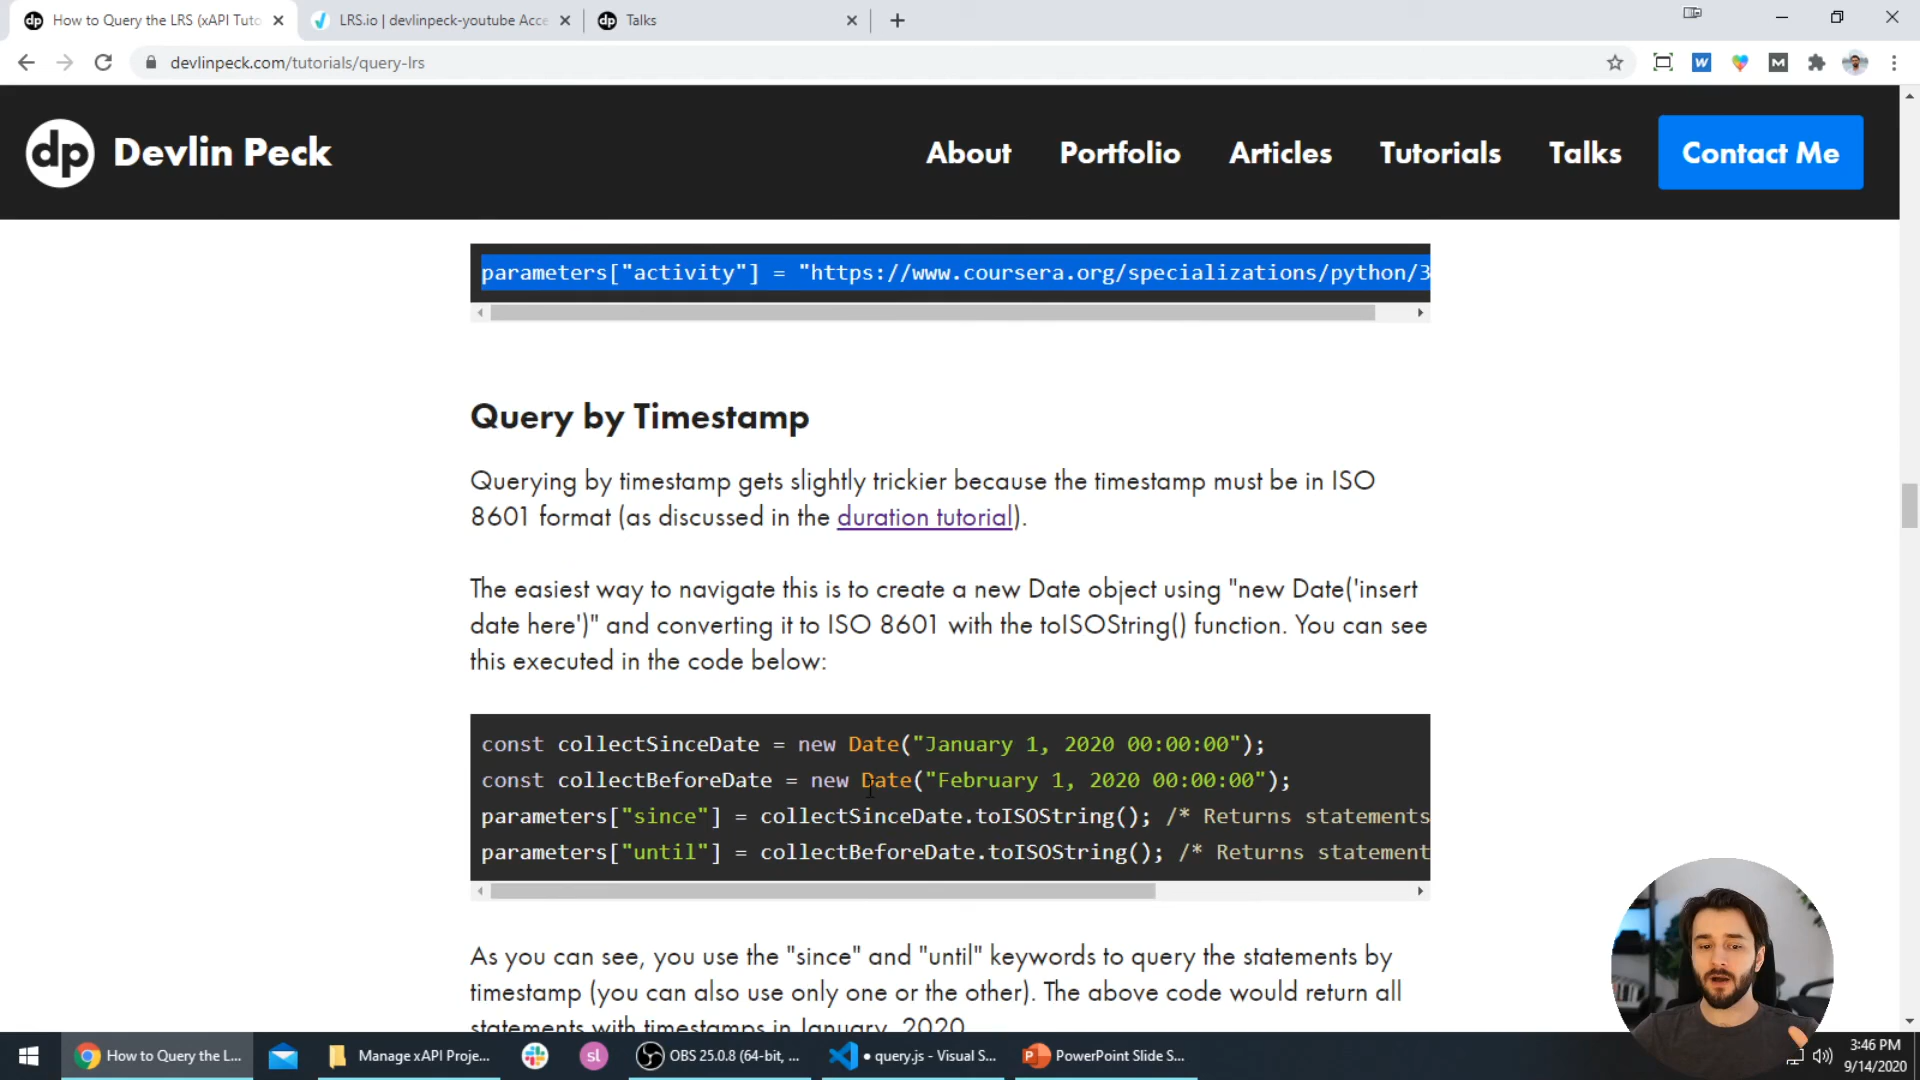 How to Query the LRS (xAPI Tuto
LRS.io | devlinpeck-youtube Acce
Talks
devlinpeck.com/tutorials/query-lrs
dp Devlin Peck
About
Portfolio
Articles
Tutorials
Talks
Contact Me
parameters["activity"] = "https://www.coursera.org/specializations/python/3
Query by Timestamp
Querying by timestamp gets slightly trickier because the timestamp must be in ISO
8601 format (as discussed in the duration tutorial).
The easiest way to navigate this is to create a new Date object using "new Date('insert
date here')" and converting it to ISO 8601 with the toISOString() function. You can see
this executed in the code below:
const collectSinceDate = new Date("January 1, 2020 00:00:00");
const collectBeforeDate = new Date("February 1, 2020 00:00:00");
parameters["since"] = collectSinceDate.toISOString(); /* Returns statements
parameters["until"] = collectBeforeDate.toISOString(); /* Returns statement
As you can see, you use the "since" and "until" keywords to query the statements by
timestamp (you can also use only one or the other). The above code would return all
statements with timestamps in January, 2020
How to Query the L...
Manage xAPI Proje...
sl
OBS 25.0.8 (64-bit, ...
● query.js - Visual S...
PowerPoint Slide S...
3:46 PM
9/14/2020